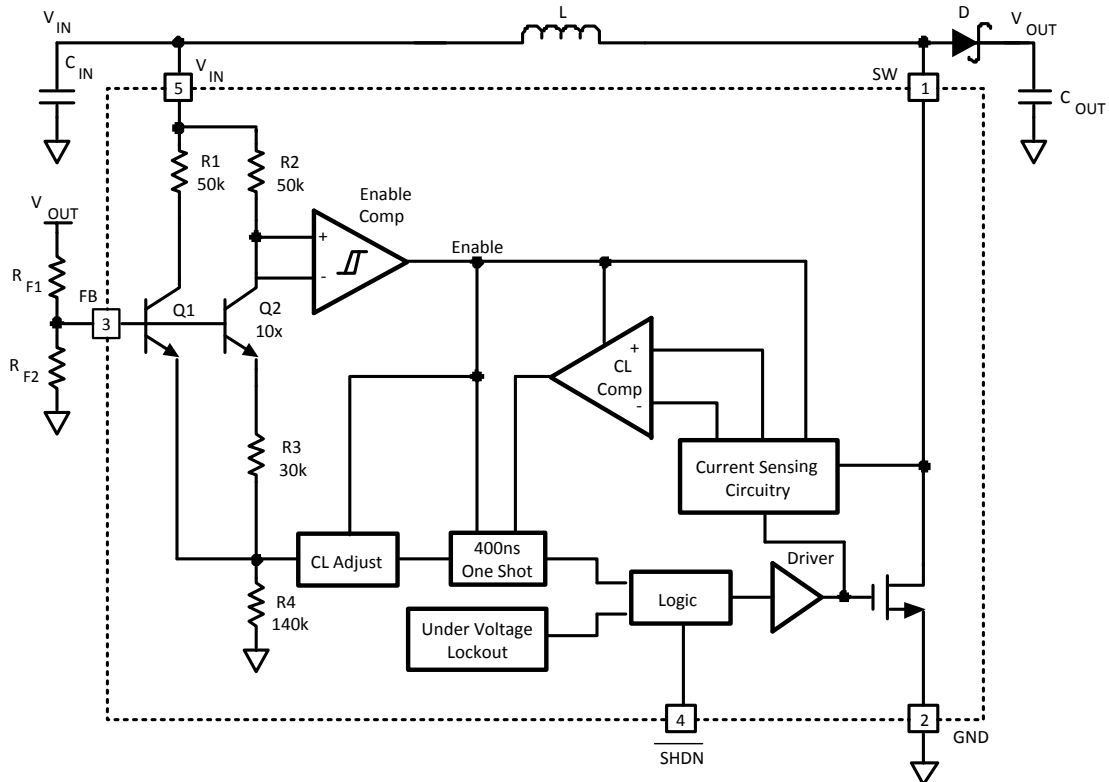 L
D
V IN
V OUT
C IN
V IN
SW
5
1
C OUT
R1
50k
R2
50k
Enable
Comp
V OUT
+
-
Enable
R F1
FB
3
Q1
Q2
10x
R F2
+
CL
Comp
-
R3
30k
Current Sensing
Circuitry
CL Adjust
400ns
One Shot
Driver
R4
140k
Logic
Under Voltage
Lockout
4
2
SHDN
GND